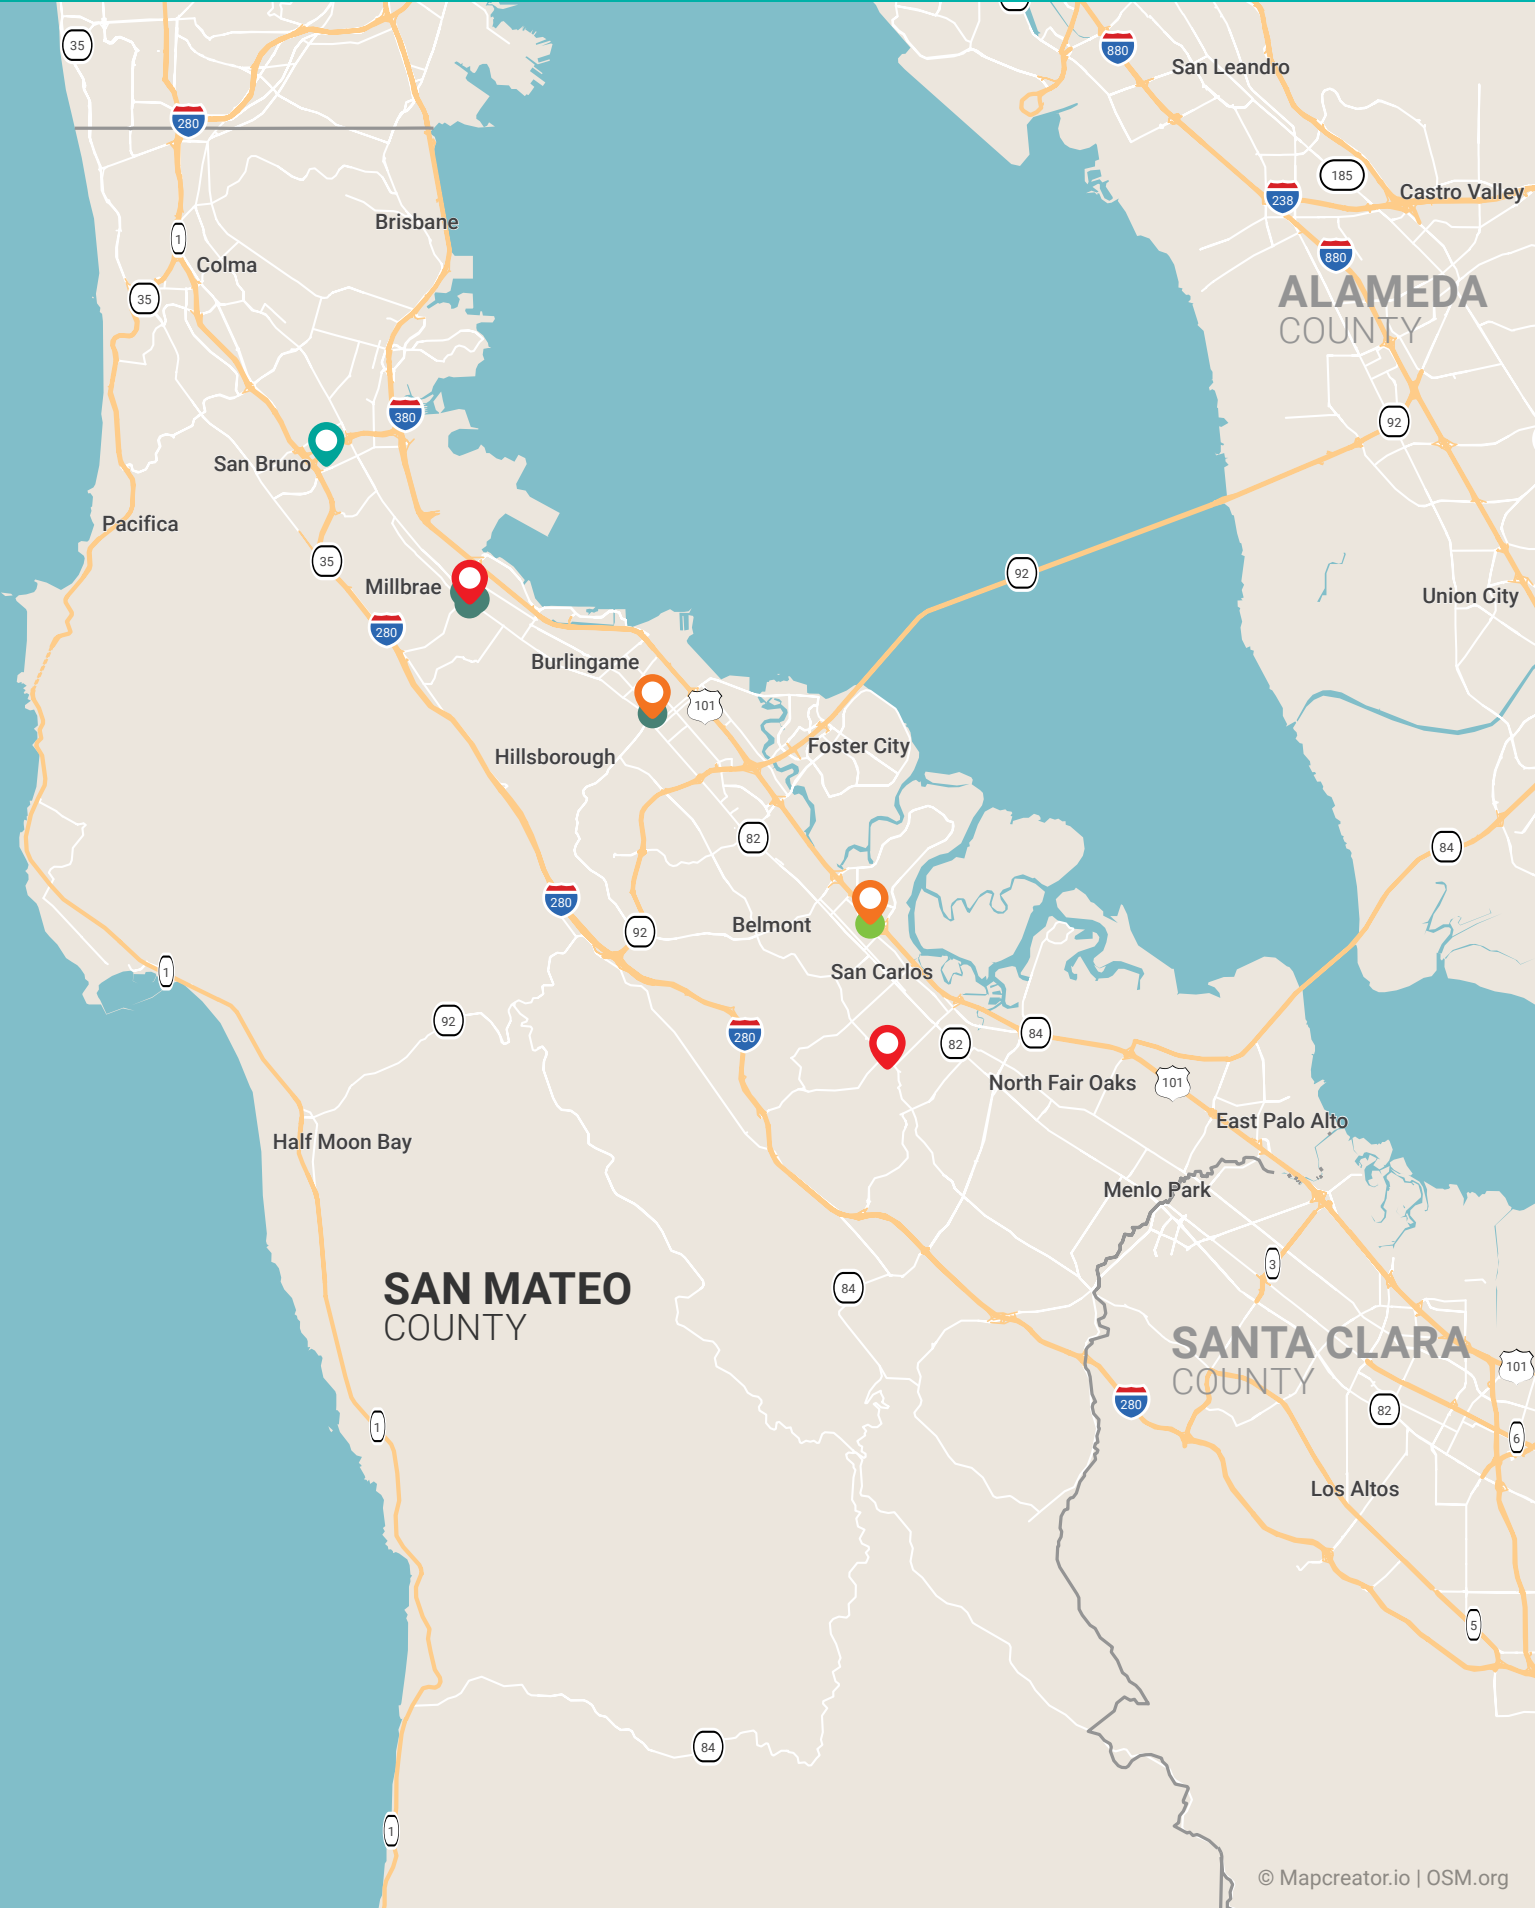 35
880
San Leandro
280
185
Castro Valley
238
Brisbane
1
Colma
880
35
ALAMEDA
COUNTY
380
92
San Bruno
Pacifica
35
92
Millbrae
Union City
280
Burlingame
101
Foster City
Hillsborough
82
84
280
Belmont
92
San Carlos
1
92
280
82
84
North Fair Oaks
101
East Palo Alto
Half Moon Bay
Menlo Park
3
SAN MATEO
COUNTY
84
SANTA CLARA
COUNTY
101
280
82
1
6
Los Altos
5
84
1
© Mapcreator.io | OSM.org